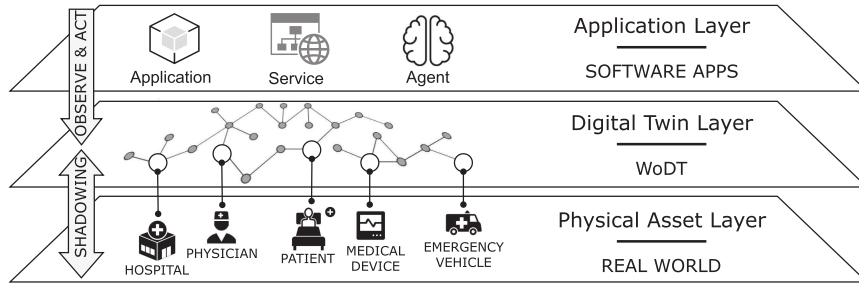 OBSERVE & ACT
Application
Service
Agent
Application Layer
SOFTWARE APPS
Digital Twin Layer
WoDT
SHADOWING
HOSPITAL
PHYSICIAN
PATIENT
MEDICAL
DEVICE
EMERGENCY
VEHICLE
Physical Asset Layer
REAL WORLD